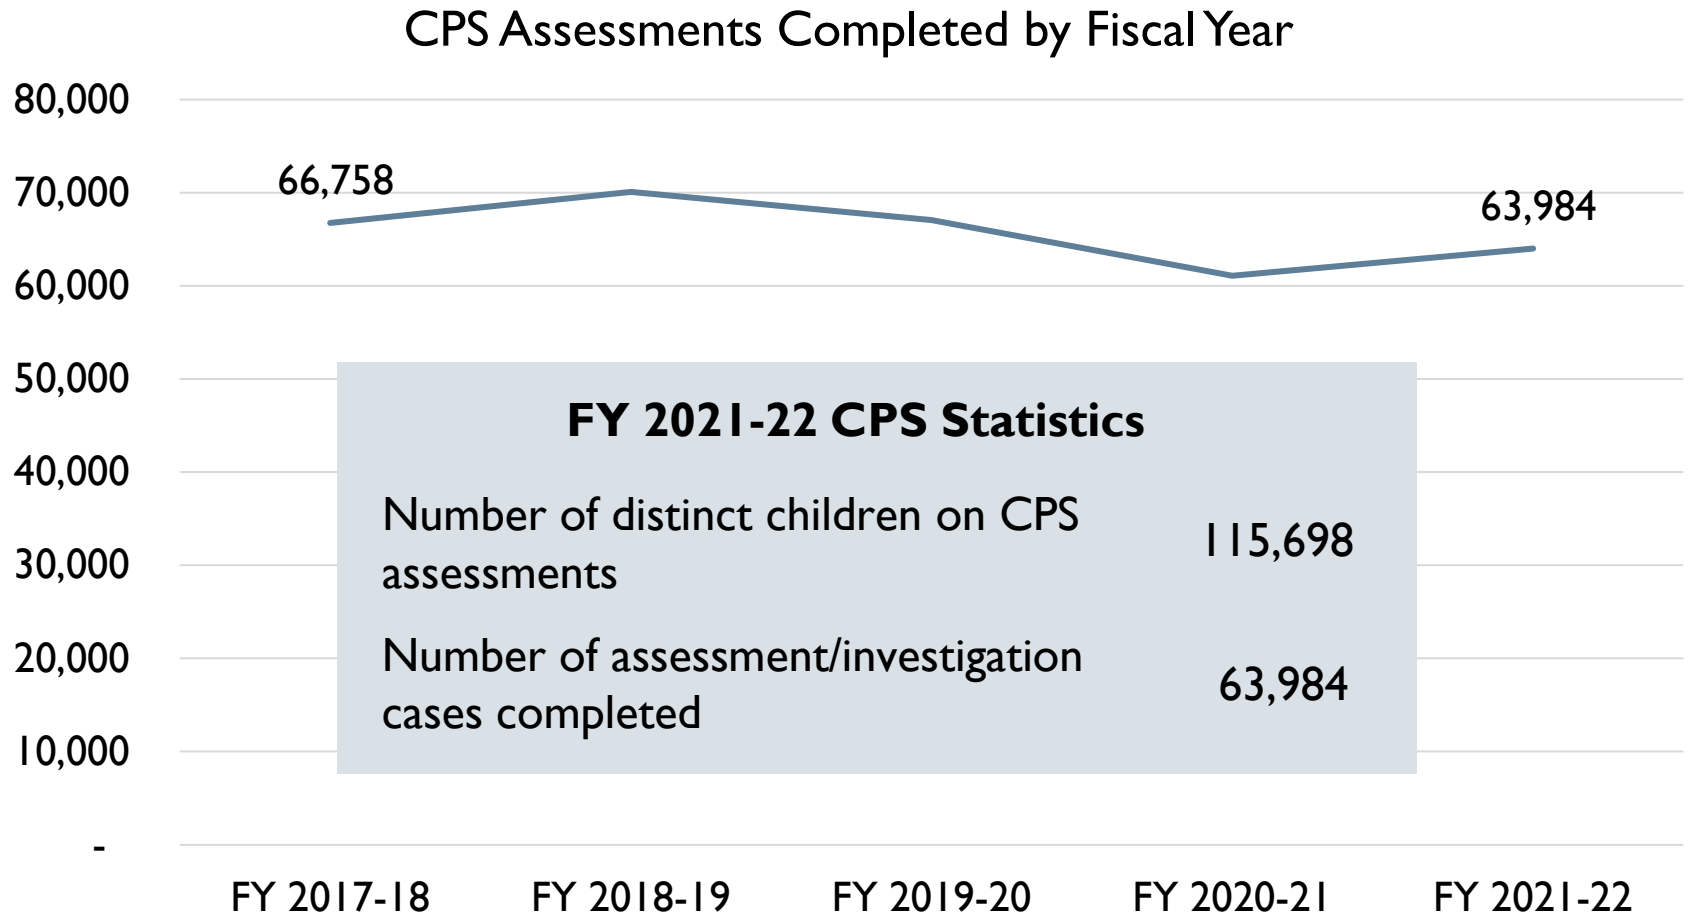 CPS Assessments Completed by Fiscal Year
80,000
70,000
60,000
50,000
40,000
30,000
20,000
10,000
-
66,758
63,984
FY 2021-22 CPS Statistics
Number of distinct children on CPS
assessments
115,698
Number of assessment/investigation
cases completed
63,984
FY 2017-18 FY 2018-19 FY 2019-20 FY 2020-21 FY 2021-22